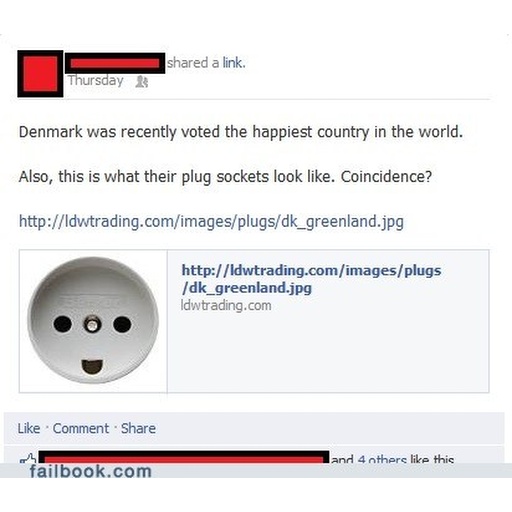 shared a link.
Thursday
Denmark was recently voted the happiest country in the world.
Also, this is what their plug sockets look like. Coincidence?
http://ldwtrading.com/images/plugs/dk_greenland.jpg
http://ldwtrading.com/images/plugs
/dk_greenland.jpg
ldwtrading.com
Like · Comment · Share
and 4 others like this
failbook.com